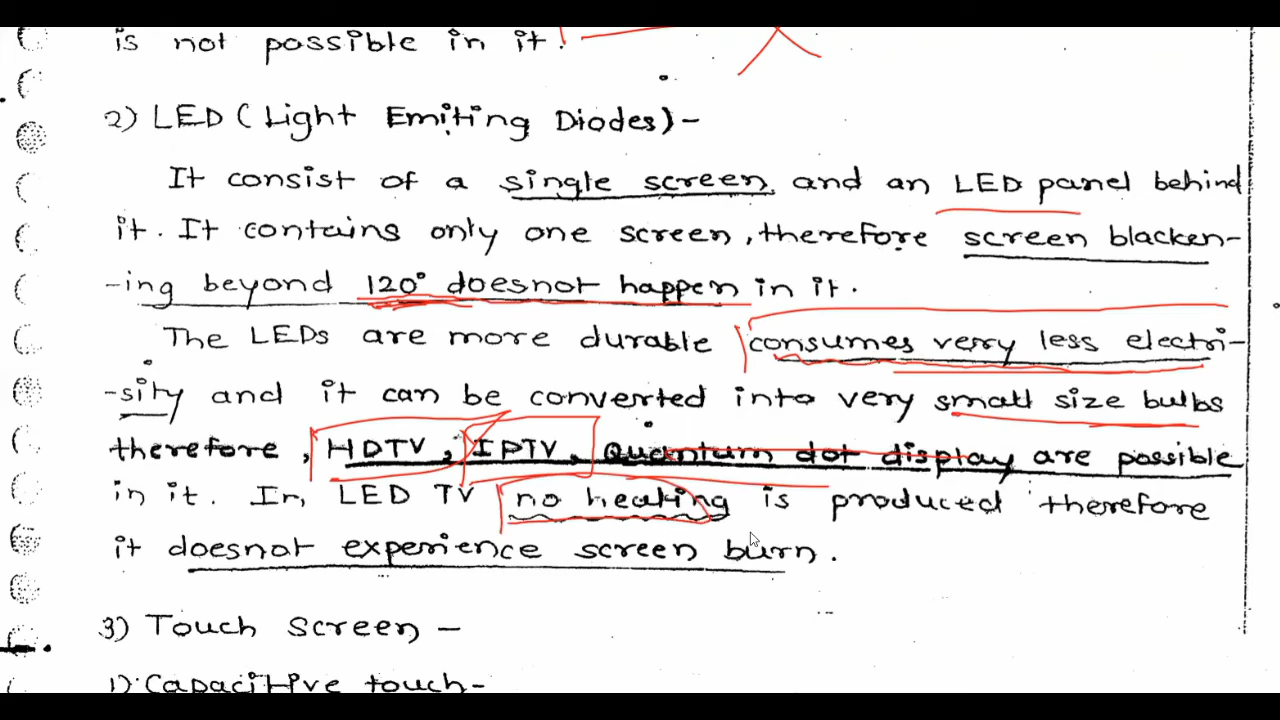 is not possible in it.
2) LED (Light Emiting Diodes) -
It consist of a single screen and an LED panel behind
it. It contains only one screen, therefore screen blacken-
-ing beyond 120° doesnot happen in it.
The LEDs are more durable consumes very less electri-
-sity and it can be converted into very small size bulbs
therefore, HDTV, IPTV, Quantum dot display are possible
in it. In, LED TV no heating is produced therefore
it doesnot experience screen burn.
3) Touch Screen -
1) Capacitive touch-